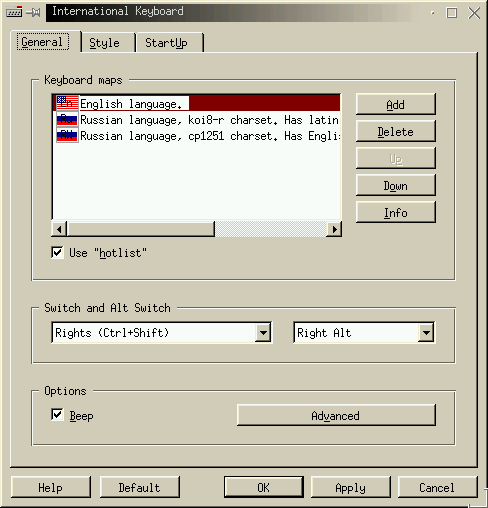 International Keyboard
General Style StartUp
Keyboard maps
English language.
Russian language, koi8-r charset. Has latin
Russian language, cp1251 charset. Has Engli
Add
Delete
Up
Down
Info
Use "hotlist"
Switch and Alt Switch
Rights (Ctrl+Shift) Right Alt
Options
Beep Advanced
Help Default OK Apply Cancel